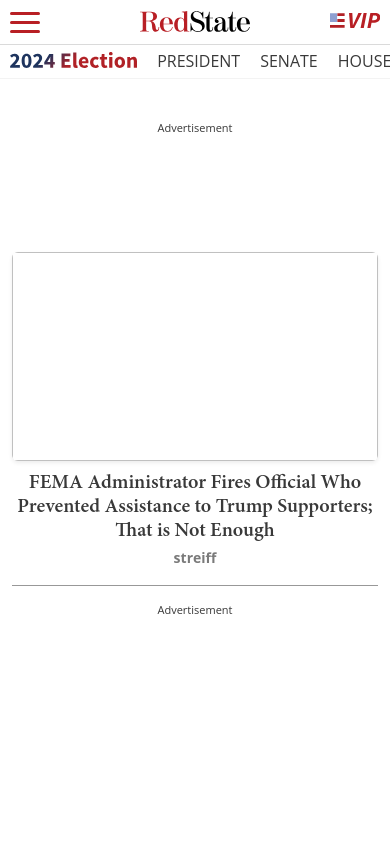 RedState
VIP
2024 Election PRESIDENT SENATE HOUSE
Advertisement
FEMA Administrator Fires Official Who
Prevented Assistance to Trump Supporters;
That is Not Enough
streiff
Advertisement